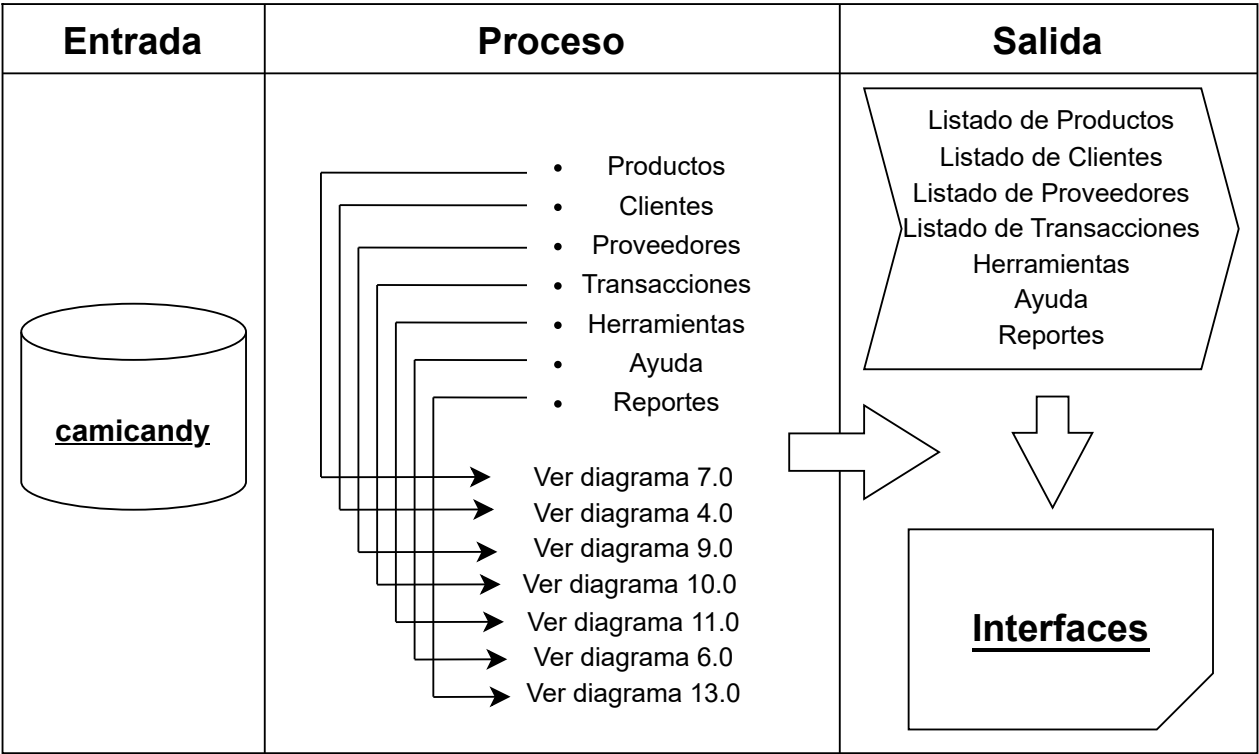 Entrada
Proceso
Salida
camicandy
• Productos
• Clientes
• Proveedores
• Transacciones
• Herramientas
• Ayuda
• Reportes
Ver diagrama 7.0
Ver diagrama 4.0
Ver diagrama 9.0
Ver diagrama 10.0
Ver diagrama 11.0
Ver diagrama 6.0
Ver diagrama 13.0
Listado de Productos
Listado de Clientes
Listado de Proveedores
Listado de Transacciones
Herramientas
Ayuda
Reportes
Interfaces